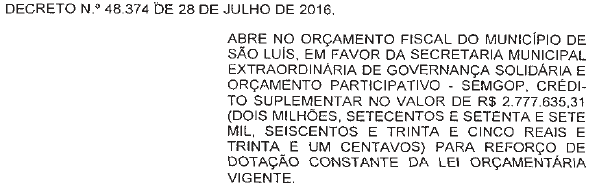 DECRETO N.º 48.374 DE 28 DE JULHO DE 2016.
ABRE NO ORÇAMENTO FISCAL DO MUNICÍPIO DE
SÃO LUÍS, EM FAVOR DA SECRETARIA MUNICIPAL
EXTRAORDINÁRIA DE GOVERNANÇA SOLIDÁRIA E
ORÇAMENTO PARTICIPATIVO - SEMGOP, CRÉDI-
TO SUPLEMENTAR NO VALOR DE R$ 2.777.635,31
(DOIS MILHÕES, SETECENTOS E SETENTA E SETE
MIL, SEISCENTOS E TRINTA E CINCO REAIS E
TRINTA E UM CENTAVOS) PARA REFORÇO DE
DOTAÇÃO CONSTANTE DA LEI ORÇAMENTÁRIA
VIGENTE.